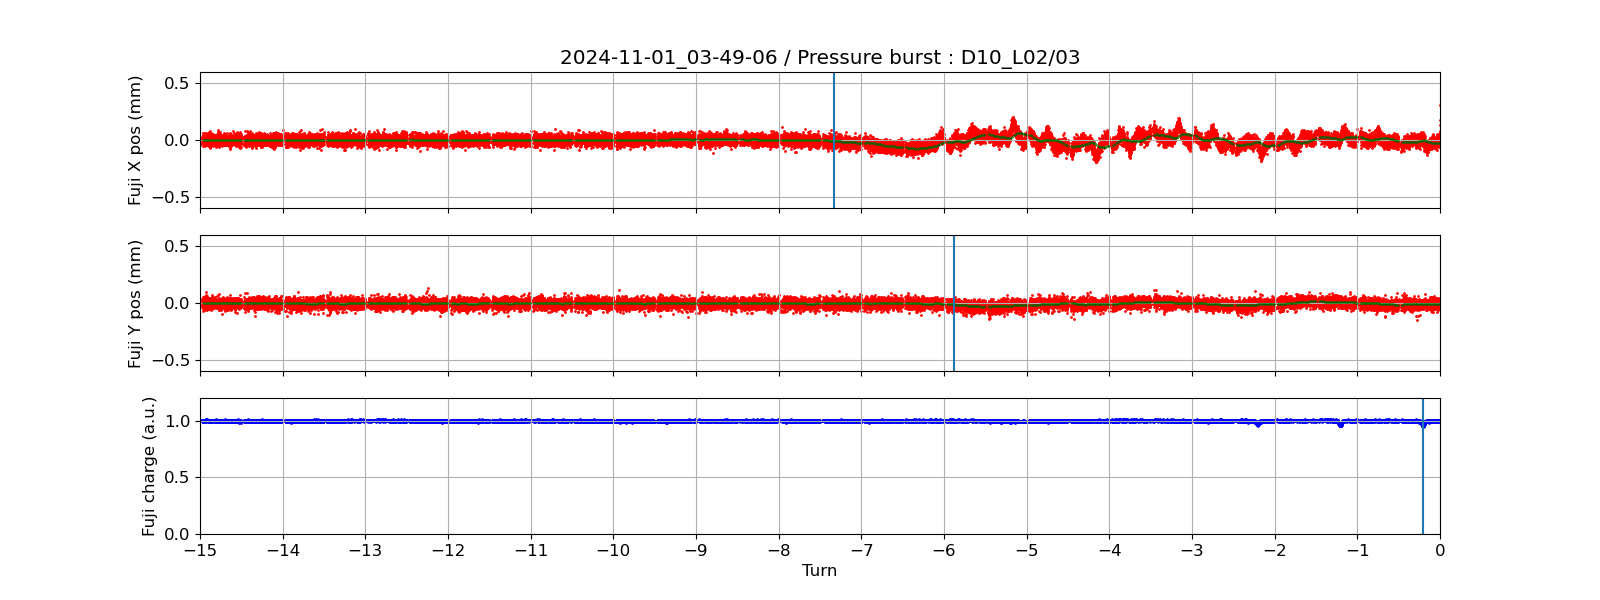 2024-11-01_03-49-06 / Pressure burst : D10_L02/03
Fuji X pos (mm)
0.5
0.0
−0.5
Fuji Y pos (mm)
0.5
0.0
−0.5
Fuji charge (a.u.)
1.0
0.5
0.0
−15 −14 −13 −12 −11 −10 −9 −8 −7 −6 −5 −4 −3 −2 −1 0
Turn